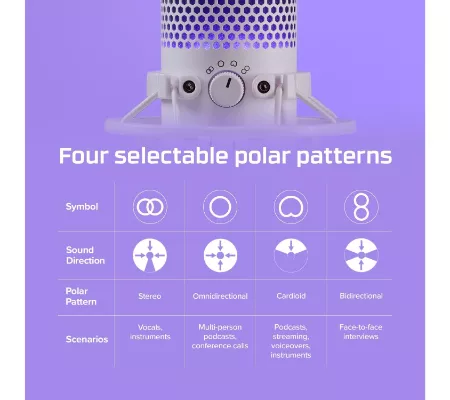 Four selectable polar patterns
Symbol
Sound
Direction
Polar
Pattern
Stereo
Omnidirectional
Cardioid
Bidirectional
Scenarios
Vocals,
instruments
Multi-person
podcasts,
conference calls
Podcasts,
streaming,
voiceovers,
instruments
Face-to-face
interviews